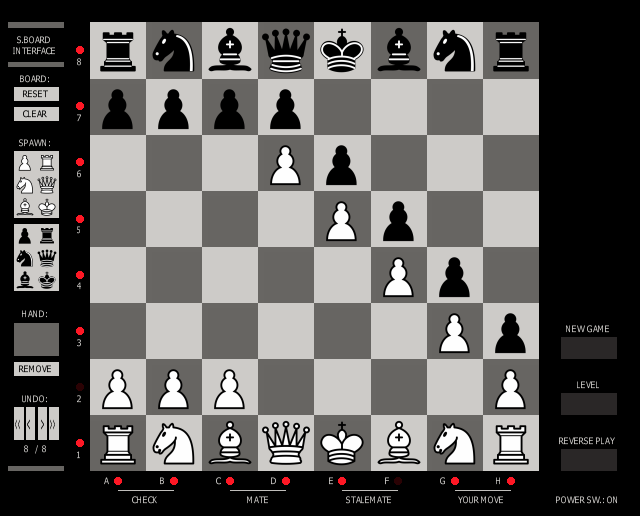 S.BOARD
INTERFACE
BOARD:
RESET
CLEAR
SPAWN:
HAND:
REMOVE
UNDO:
8 / 8
8
7
6
5
4
3
2
1
A B C D E F G H
CHECK MATE STALEMATE YOUR MOVE
NEW GAME
LEVEL
REVERSE PLAY
POWER SW.: ON